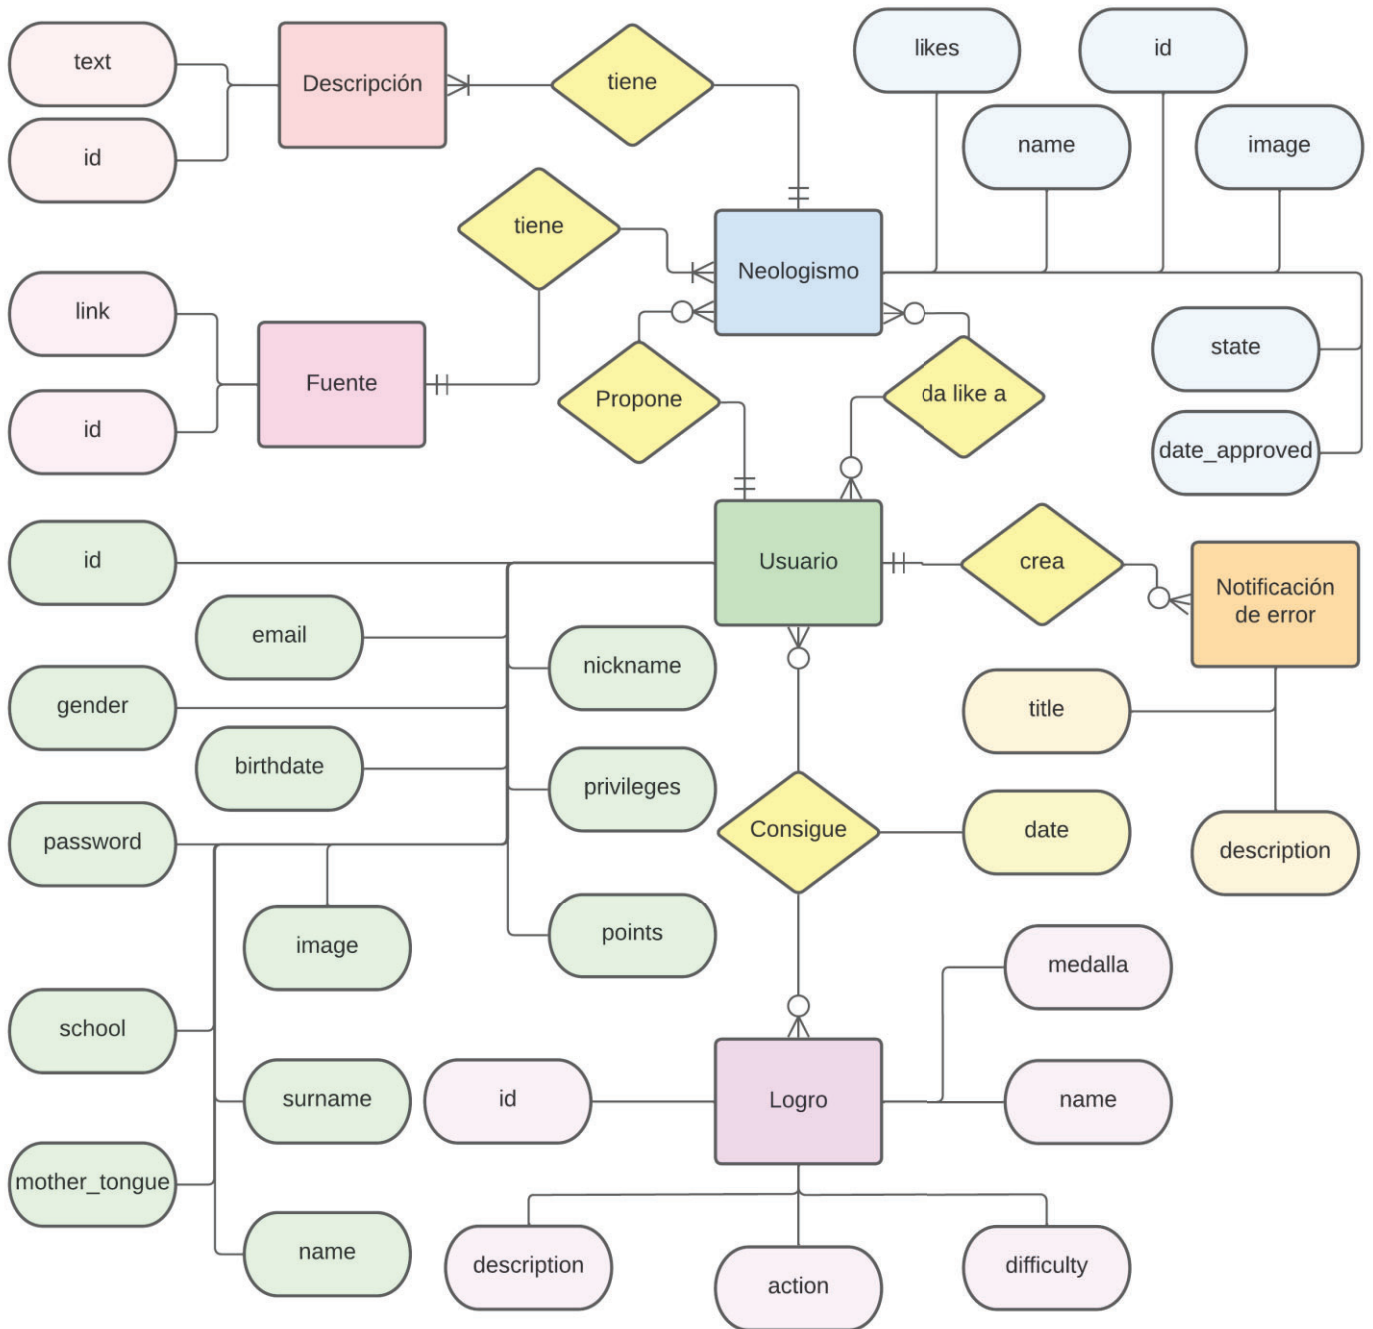 likes
id
text
Descripción
tiene
name
image
id
tiene
Neologismo
link
state
Fuente
Propone
da like a
id
date_approved
id
Usuario
crea
Notificación
de error
email
nickname
gender
title
birthdate
privileges
password
Consigue
date
description
image
points
medalla
school
surname
id
Logro
name
mother_tongue
name
description
action
difficulty